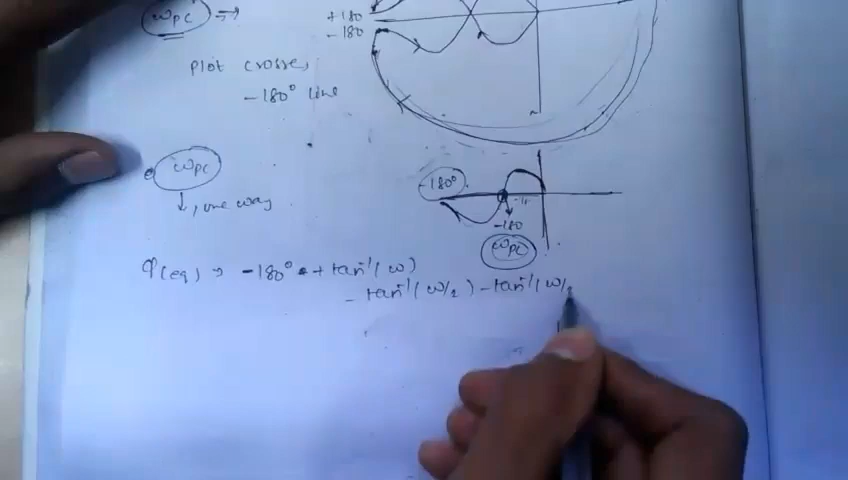 ωpc ⇒
+180
-180
Plot crosses
-180° line
ωpc
↓, one way
-180°
-180
ωpc
φ(eq) → -180° + tan⁻¹(ω)
- tan⁻¹(ω/2) - tan⁻¹(ω/2